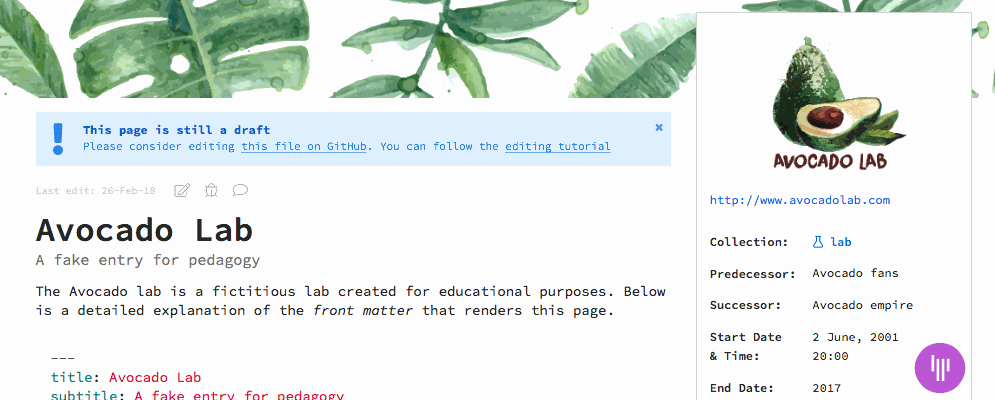 This page is still a draft
Please consider editing this file on GitHub. You can follow the editing tutorial
Last edit: 26-Feb-18
Avocado Lab
A fake entry for pedagogy
The Avocado lab is a fictitious lab created for educational purposes. Below
is a detailed explanation of the front matter that renders this page.
---
title: Avocado Lab
subtitle: A fake entry for pedagogy
AVOCADO LAB
http://www.avocadolab.com
Collection: lab
Predecessor: Avocado fans
Successor: Avocado empire
Start Date 2 June, 2001
& Time: 20:00
End Date: 2017